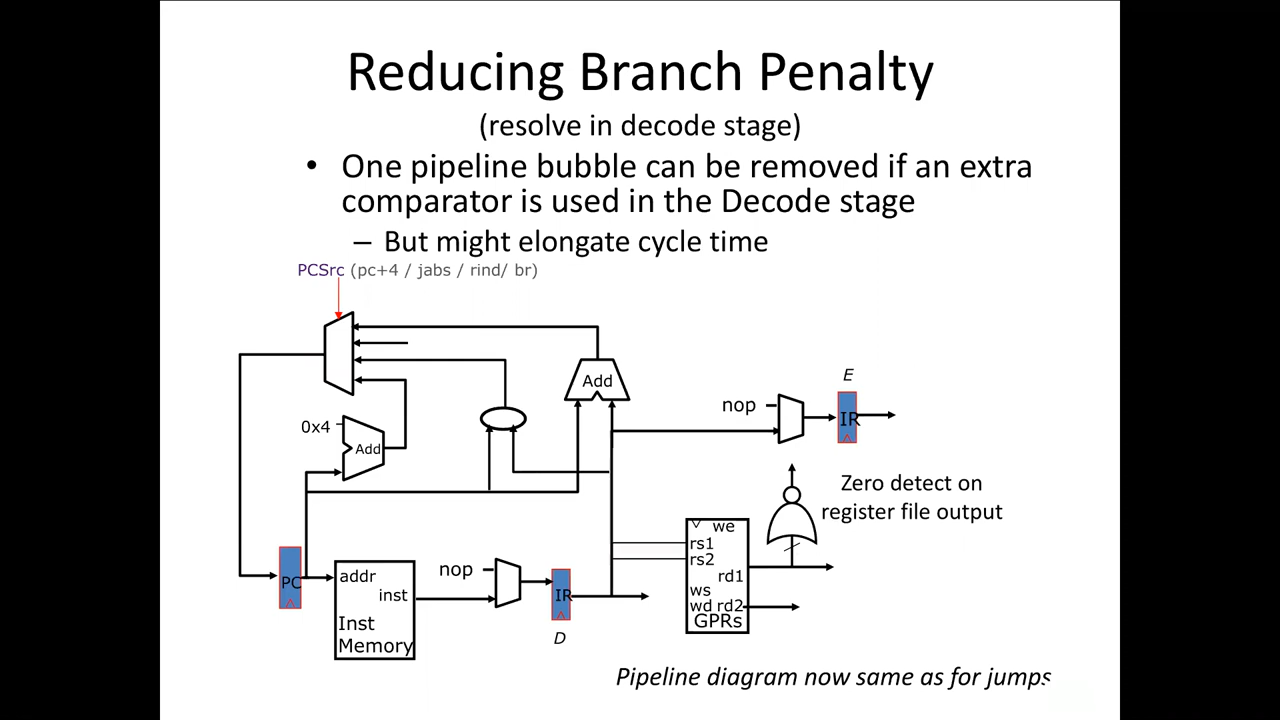 Reducing Branch Penalty
(resolve in decode stage)
• One pipeline bubble can be removed if an extra
comparator is used in the Decode stage
– But might elongate cycle time
PCSrc (pc+4 / jabs / rind/ br)
Add
E
nop
IR
0x4
Add
Zero detect on
register file output
we
rs1
rs2
rd1
ws
wd rd2
GPRs
PC
addr
inst
Inst
Memory
nop
IR
D
Pipeline diagram now same as for jumps